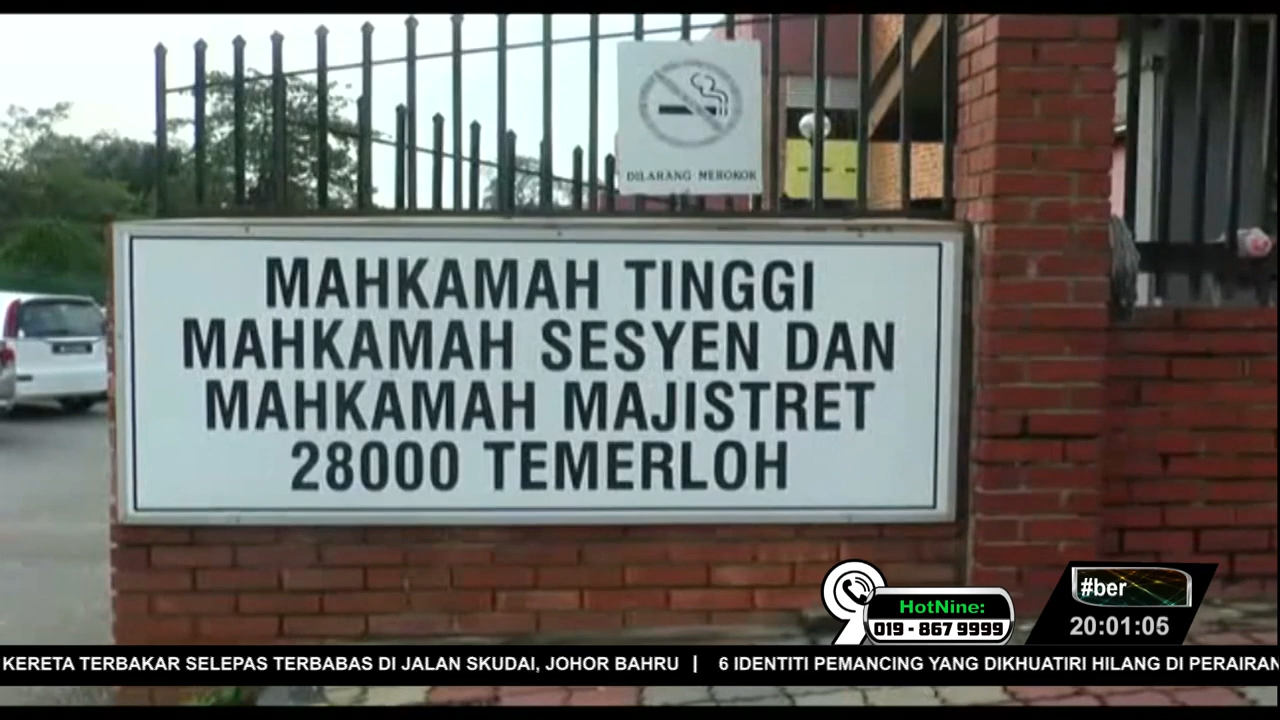 DILARANG MEROKOK
MAHKAMAH TINGGI
MAHKAMAH SESYEN DAN
MAHKAMAH MAJISTRET
28000 TEMERLOH
#ber
HotNine:
019 - 867 9999
20:01:05
KERETA TERBAKAR SELEPAS TERBABAS DI JALAN SKUDAI, JOHOR BAHRU | 6 IDENTITI PEMANCING YANG DIKHUATIRI HILANG DI PERAIRAN